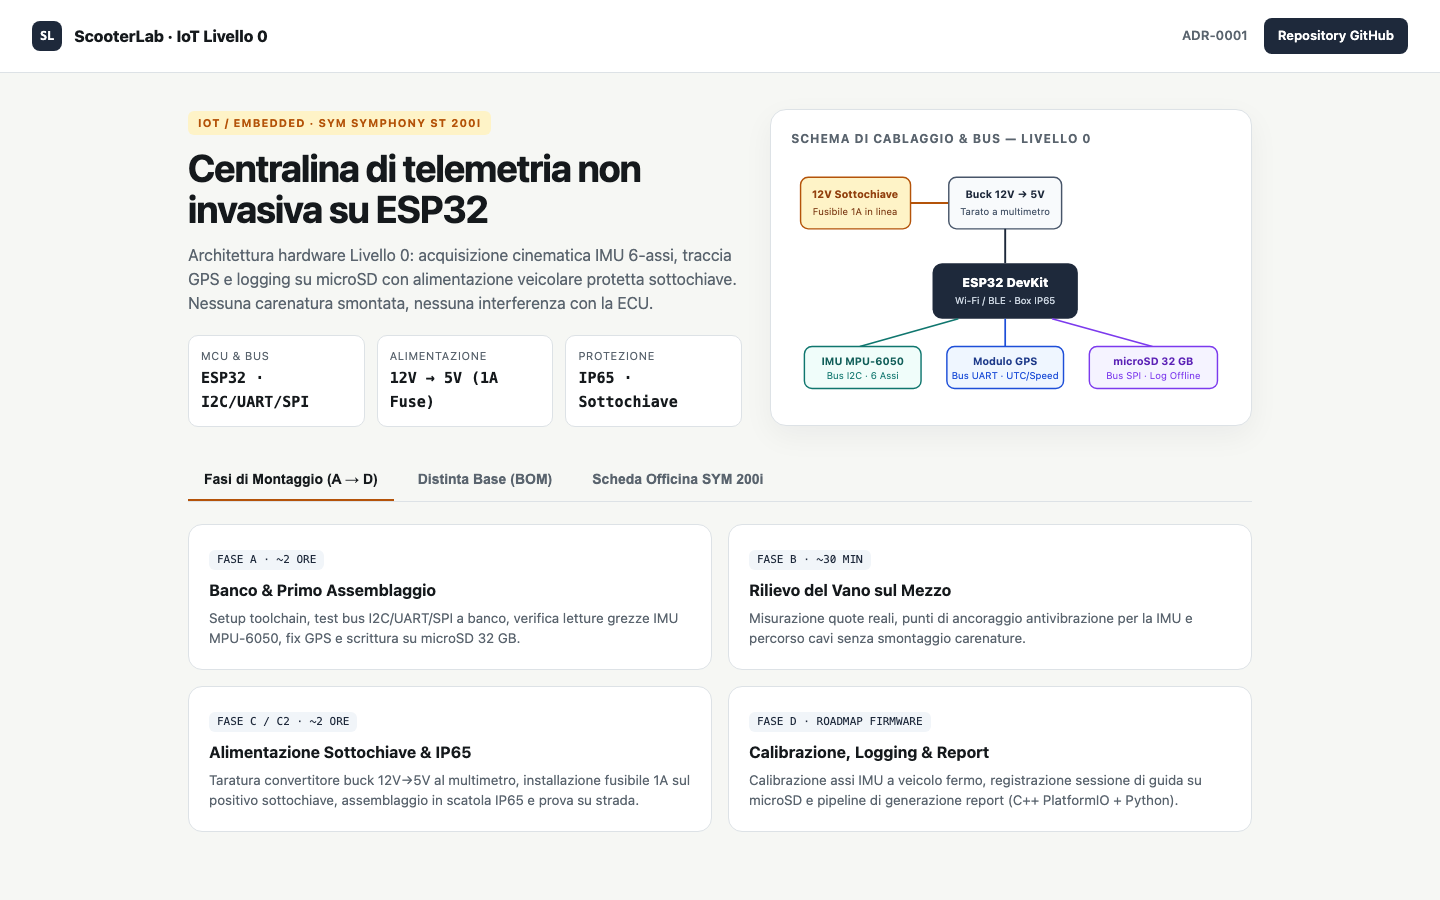 SL
ScooterLab · IoT Livello 0
ADR-0001
Repository GitHub
IOT / EMBEDDED · SYM SYMPHONY ST 200I
Centralina di telemetria non
invasiva su ESP32
Architettura hardware Livello 0: acquisizione cinematica IMU 6-assi, traccia
GPS e logging su microSD con alimentazione veicolare protetta sottochiave.
Nessuna carenatura smontata, nessuna interferenza con la ECU.
MCU & BUS
ESP32 ·
I2C/UART/SPI
ALIMENTAZIONE
12V → 5V (1A
Fuse)
PROTEZIONE
IP65 ·
Sottochiave
SCHEMA DI CABLAGGIO & BUS — LIVELLO 0
12V Sottochiave
Fusibile 1A in linea
Buck 12V → 5V
Tarato a multimetro
ESP32 DevKit
Wi-Fi / BLE · Box IP65
IMU MPU-6050
Bus I2C · 6 Assi
Modulo GPS
Bus UART · UTC/Speed
microSD 32 GB
Bus SPI · Log Offline
Fasi di Montaggio (A → D)
Distinta Base (BOM)
Scheda Officina SYM 200i
FASE A · ~2 ORE
Banco & Primo Assemblaggio
Setup toolchain, test bus I2C/UART/SPI a banco, verifica letture grezze IMU
MPU-6050, fix GPS e scrittura su microSD 32 GB.
FASE B · ~30 MIN
Rilievo del Vano sul Mezzo
Misurazione quote reali, punti di ancoraggio antivibrazione per la IMU e
percorso cavi senza smontaggio carenature.
FASE C / C2 · ~2 ORE
Alimentazione Sottochiave & IP65
Taratura convertitore buck 12V→5V al multimetro, installazione fusibile 1A sul
positivo sottochiave, assemblaggio in scatola IP65 e prova su strada.
FASE D · ROADMAP FIRMWARE
Calibrazione, Logging & Report
Calibrazione assi IMU a veicolo fermo, registrazione sessione di guida su
microSD e pipeline di generazione report (C++ PlatformIO + Python).